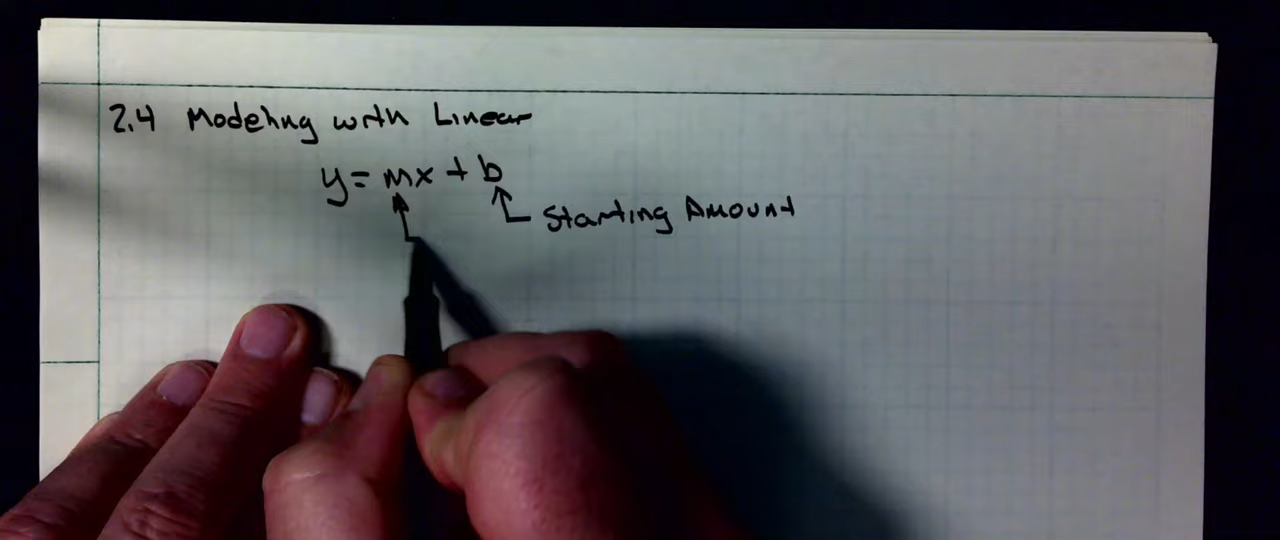 2.4 Modeling with Linear
y = mx + b
Starting Amount